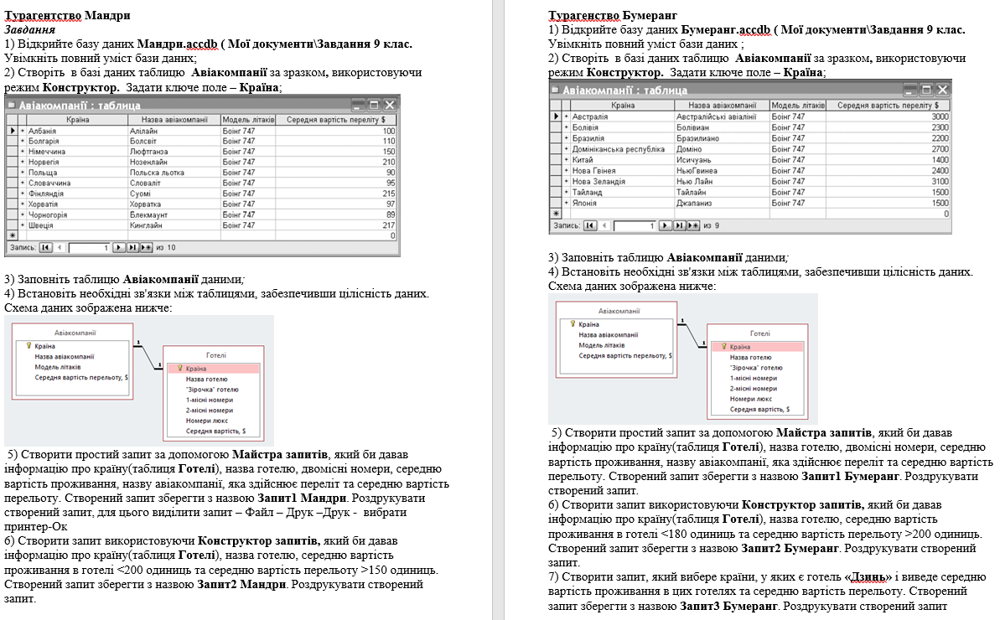 Турагентство Мандри
Завдання
1) Відкрийте базу даних Мандри.accdb ( Мої документи\Завдання 9 клас.
Увімкніть повний уміст бази даних;
2) Створіть в базі даних таблицю Авіакомпанії за зразком, використовуючи
режим Конструктор. Задати ключе поле – Країна;
Авіакомпанії : таблица
Країна Назва авіакомпанії Модель літаків Середня вартість переліту $
+ Албанія Алілайн Боінг 747 100
+ Болгарія Болсвіт Боінг 747 110
+ Німеччина Люфтганза Боінг 747 150
+ Норвегія Нозенлайн Боінг 747 210
+ Польща Польска льотка Боінг 747 90
+ Словаччина Словаліт Боінг 747 95
+ Фінляндія Суомі Боінг 747 215
+ Хорватія Хорватка Боінг 747 97
+ Чорногорія Блекмаунт Боінг 747 89
+ Швеція Кинглайн Боінг 747 217
0
Запись: 1 из 10
3) Заповніть таблицю Авіакомпанії даними;
4) Встановіть необхідні зв'язки між таблицями, забезпечивши цілісність даних.
Схема даних зображена нижче:
Авіакомпанії
Країна
Назва авіакомпанії
Модель літаків
Середня вартість перельоту, $
1
1
Готелі
Країна
Назва готелю
"Зірочка" готелю
1-місні номери
2-місні номери
Номери люкс
Середня вартість, $
5) Створити простий запит за допомогою Майстра запитів, який би давав
інформацію про країну(таблиця Готелі), назва готелю, двомісні номери, середню
вартість проживання, назву авіакомпанії, яка здійснює переліт та середню вартість
перельоту. Створений запит зберегти з назвою Запит1 Мандри. Роздрукувати
створений запит, для цього виділити запит – Файл – Друк –Друк - вибрати
принтер-Ок
6) Створити запит використовуючи Конструктор запитів, який би давав
інформацію про країну(таблиця Готелі), назва готелю, середню вартість
проживання в готелі <200 одиниць та середню вартість перельоту >150 одиниць.
Створений запит зберегти з назвою Запит2 Мандри. Роздрукувати створений
запит.
Турагенство Бумеранг
1) Відкрийте базу даних Бумеранг.accdb ( Мої документи\Завдання 9 клас.
Увімкніть повний уміст бази даних ;
2) Створіть в базі даних таблицю Авіакомпанії за зразком, використовуючи
режим Конструктор. Задати ключе поле – Країна;
Авіакомпанії : таблица
Країна Назва авіакомпанії Модель літаків Середня вартість переліту $
+ Австралія Австралійські авіалінії Боінг 747 3000
+ Болівія Болівиан Боінг 747 2300
+ Бразилія Бразилиано Боінг 747 2200
+ Домініканська республіка Доміно Боінг 747 2700
+ Китай Исичуань Боінг 747 1400
+ Нова Гвінея НьюГвинеа Боінг 747 2400
+ Нова Зеландія Нью Лайн Боінг 747 3100
+ Тайланд Тайлайн Боінг 747 1500
+ Японія Джапаниз Боінг 747 1500
0
Запись: 1 из 9
3) Заповніть таблицю Авіакомпанії даними;
4) Встановіть необхідні зв'язки між таблицями, забезпечивши цілісність даних.
Схема даних зображена нижче:
Авіакомпанії
Країна
Назва авіакомпанії
Модель літаків
Середня вартість перельоту, $
1
1
Готелі
Країна
Назва готелю
"Зірочка" готелю
1-місні номери
2-місні номери
Номери люкс
Середня вартість, $
5) Створити простий запит за допомогою Майстра запитів, який би давав
інформацію про країну(таблиця Готелі), назва готелю, двомісні номери, середню
вартість проживання, назву авіакомпанії, яка здійснює переліт та середню вартість
перельоту. Створений запит зберегти з назвою Запит1 Бумеранг. Роздрукувати
створений запит.
6) Створити запит використовуючи Конструктор запитів, який би давав
інформацію про країну(таблиця Готелі), назва готелю, середню вартість
проживання в готелі <180 одиниць та середню вартість перельоту >200 одиниць.
Створений запит зберегти з назвою Запит2 Бумеранг. Роздрукувати створений
запит.
7) Створити запит, який вибере країни, у яких є готель «Дзинь» і виведе середню
вартість проживання в цих готелях та середню вартість перельоту. Створений
запит зберегти з назвою Запит3 Бумеранг. Роздрукувати створений запит